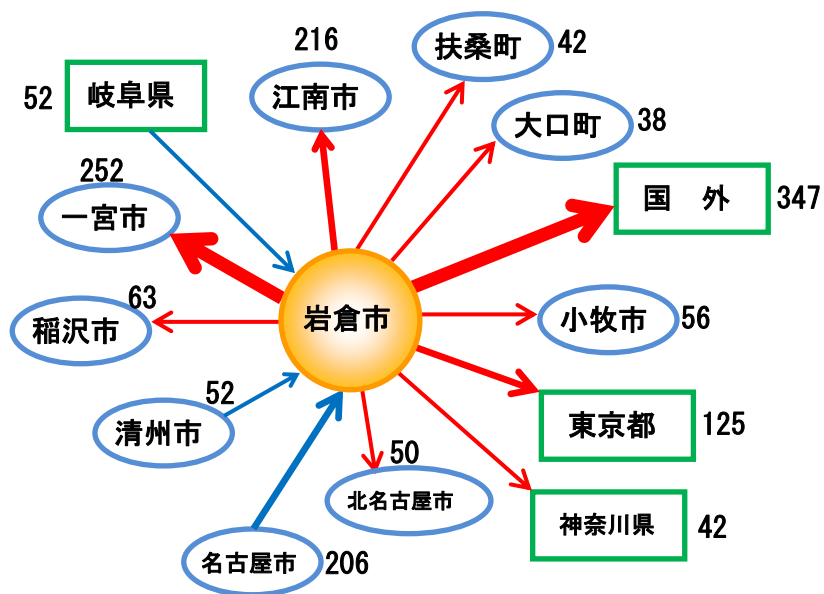 216
江南市
扶桑町
42
52
岐阜県
大口町
38
252
一宮市
国　外
347
63
稲沢市
岩倉市
小牧市
56
52
清州市
東京都
125
50
北名古屋市
神奈川県
42
名古屋市
206